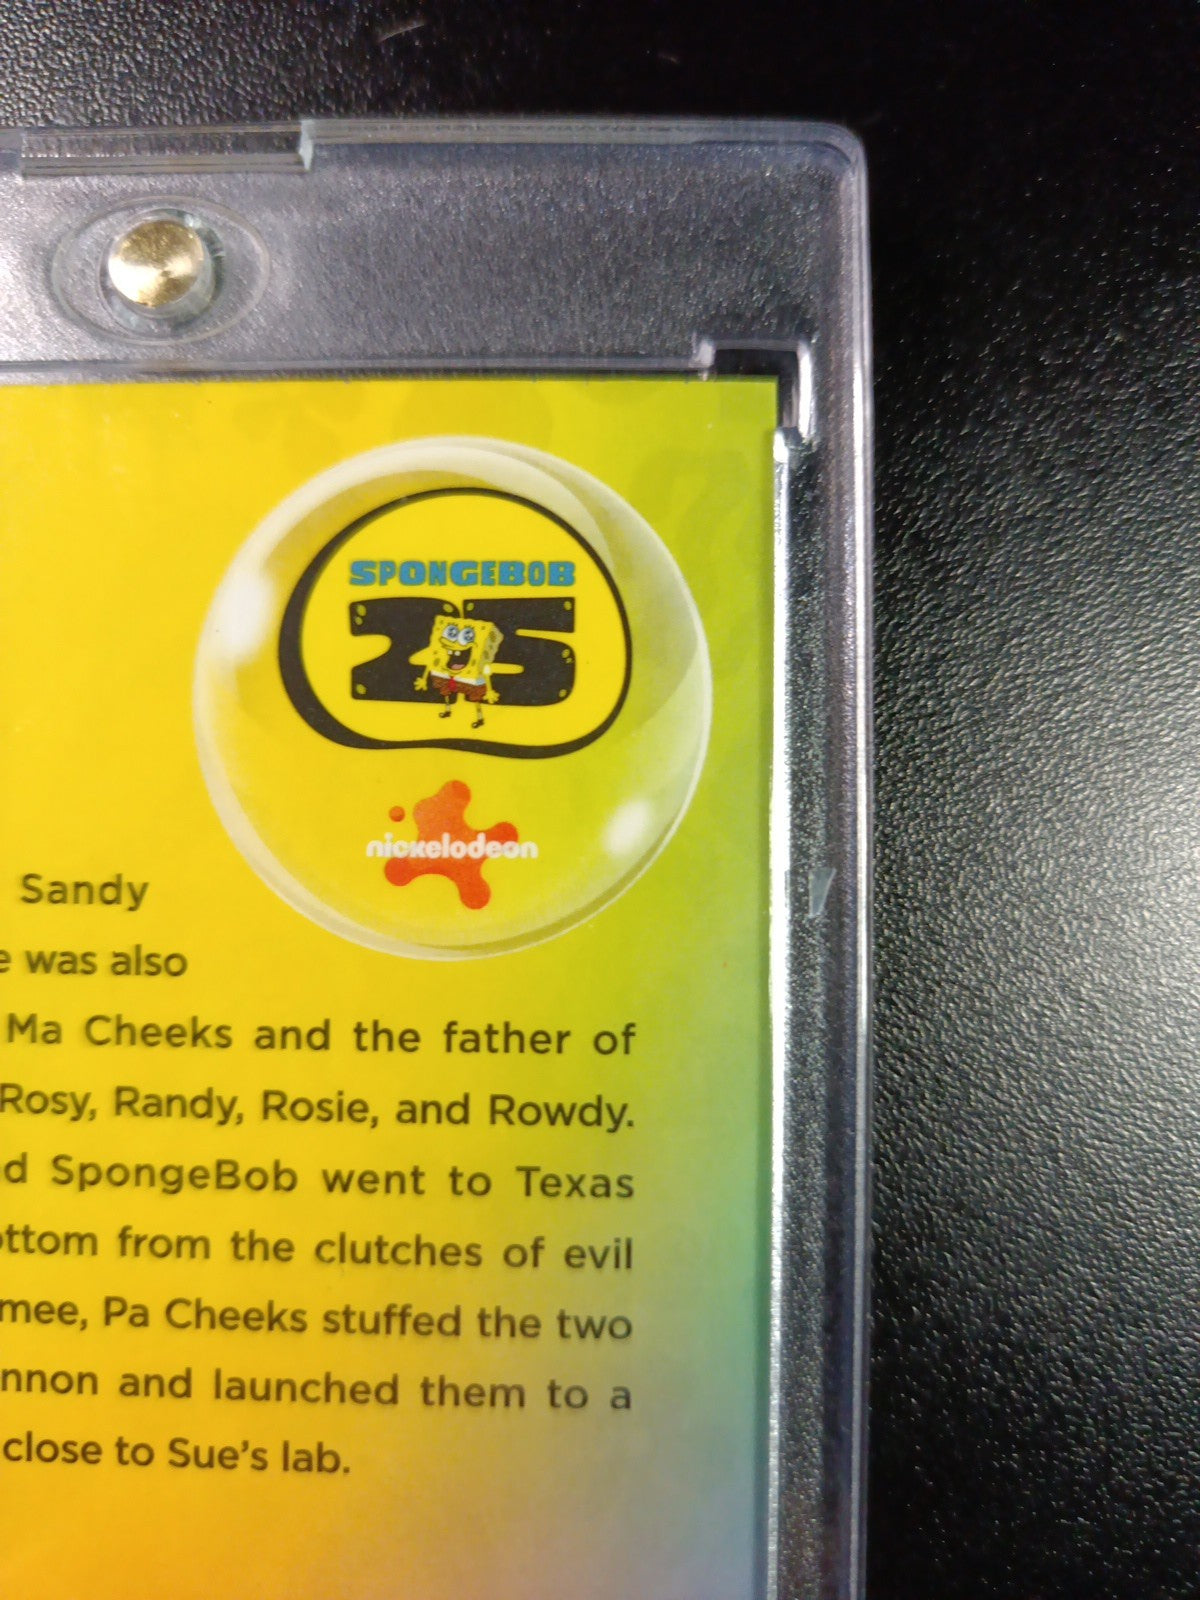 SPONGEBOB
25
nickelodeon
Sandy
was also
Ma Cheeks and the father of
Rosy, Randy, Rosie, and Rowdy.
SpongeBob went to Texas
from the clutches of evil
Pa Cheeks stuffed the two
and launched them to a
close to Sue's lab.